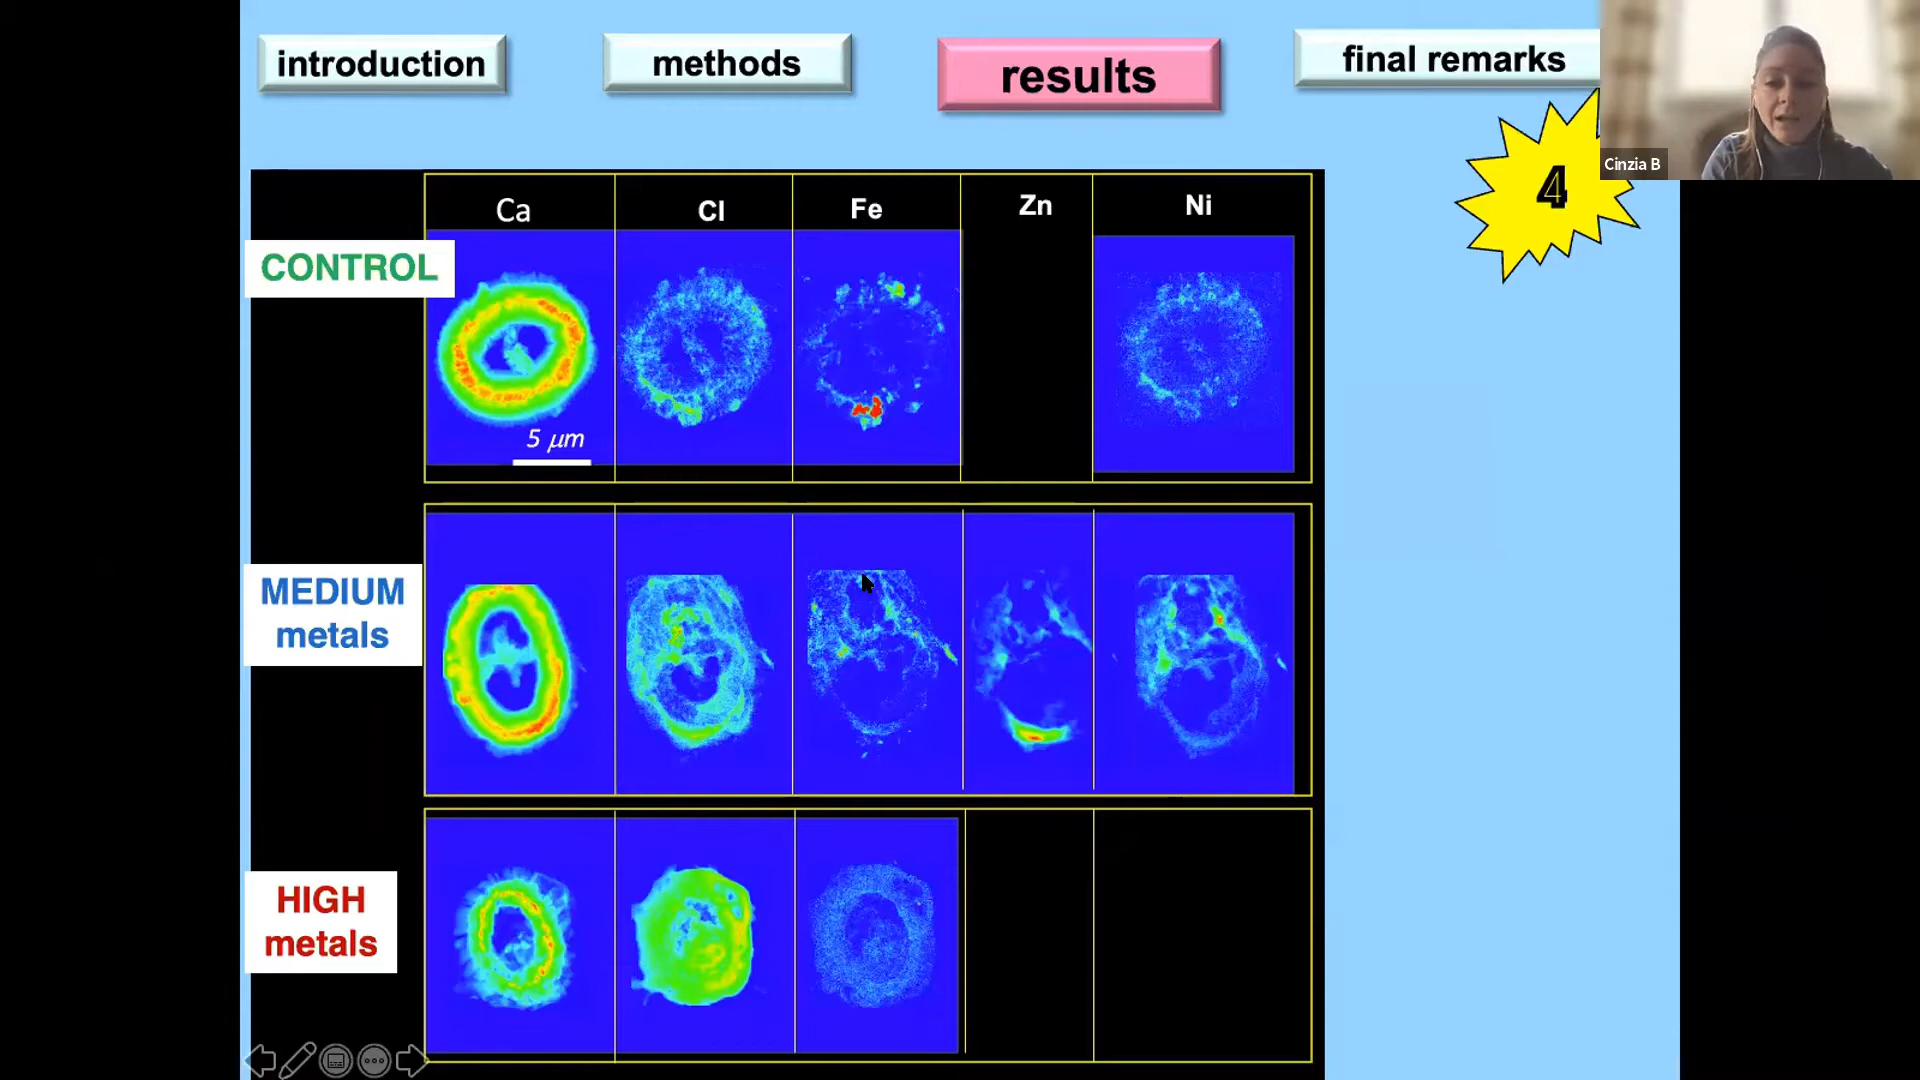 introduction
methods
results
final remarks
4
Cinzia B
Ca
Cl
Fe
Zn
Ni
CONTROL
5 μm
MEDIUM
metals
HIGH
metals